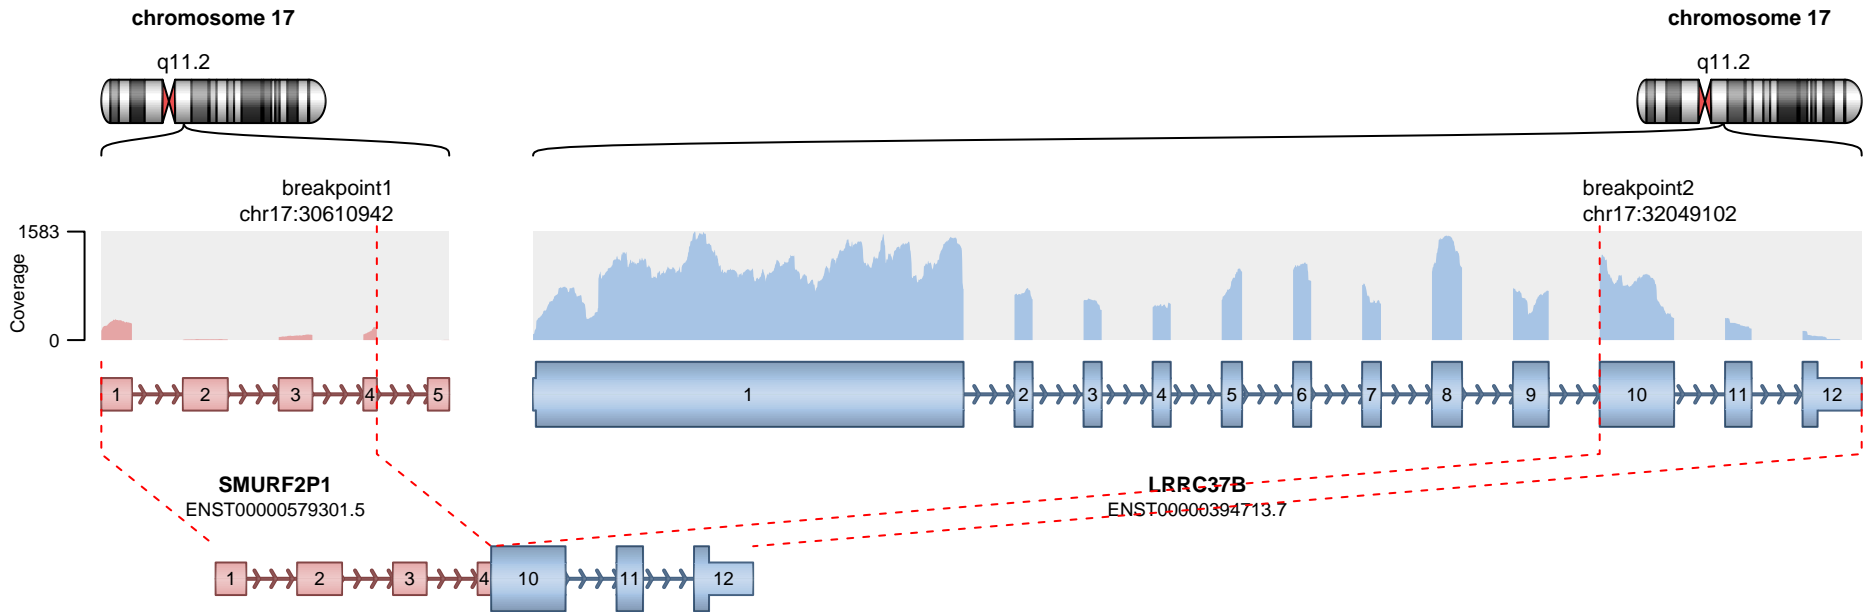 chromosome 17
chromosome 17
q11.2
q11.2
breakpoint1
chr17:30610942
breakpoint2
chr17:32049102
1583
Coverage
0
1 2 3 4 5
1 2 3 4 5 6 7 8 9 10 11 12
SMURF2P1
ENST00000579301.5
LRRC37B
ENST00000394713.7
1 2 3 4 10 11 12